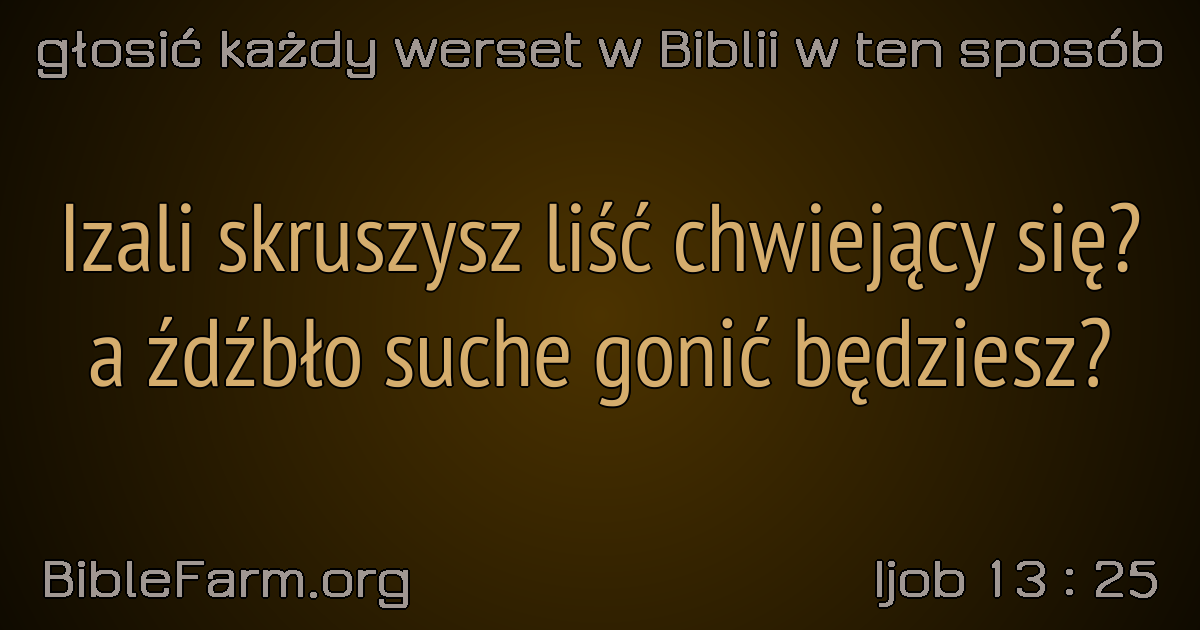 głosić każdy werset w Biblii w ten sposób
Izali skruszysz liść chwiejący się?
a źdźbło suche gonić będziesz?
BibleFarm.org
Ijob 13 : 25